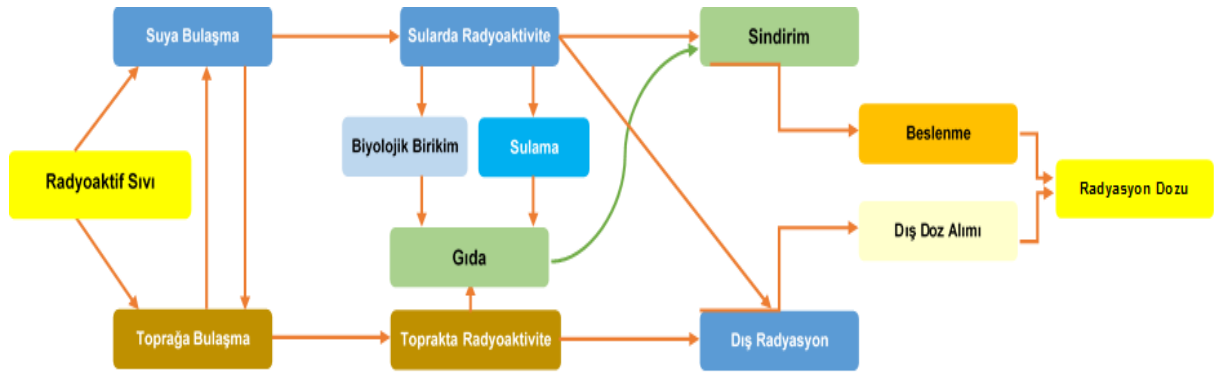 Suya Bulaşma
Sularda Radyoaktivite
Sindirim
Biyolojik Birikim
Sulama
Beslenme
Radyoaktif Sıvı
Radyasyon Dozu
Gıda
Dış Doz Alımı
Toprağa Bulaşma
Toprakta Radyoaktivite
Dış Radyasyon